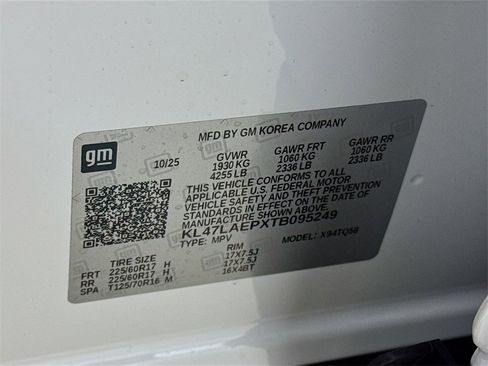 MFD BY GM KOREA COMPANY
gm
10/25 GVWR GAWR FRT GAWR RR
1930 KG 1060 KG 1060 KG
4255 LB 2336 LB 2336 LB
THIS VEHICLE CONFORMS TO ALL
APPLICABLE U.S. FEDERAL MOTOR
VEHICLE SAFETY AND THEFT PREVENTION
STANDARDS IN EFFECT ON THE DATE OF
KL47LAEPXTB095249
TYPE: MPV MODEL: X94TQ58
TIRE SIZE RIM
FRT 225/60R17 H 17X7.5J
RR 225/60R17 H 17X7.5J
SPA T125/70R16 M 16X4BT